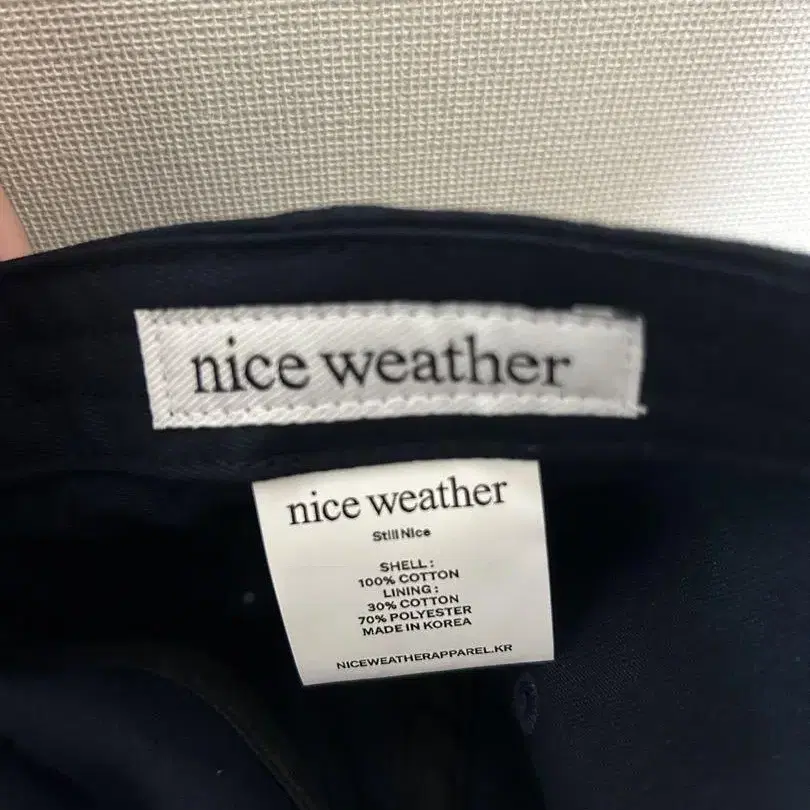 nice weather
nice weather
Still Nice
SHELL:
100% COTTON
LINING:
30% COTTON
70% POLYESTER
MADE IN KOREA
NICEWEATHERAPPAREL.KR